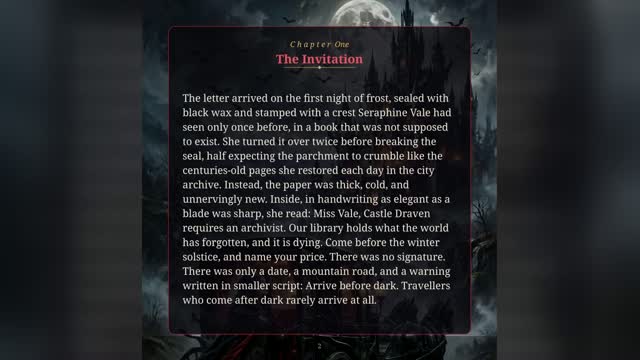 Chapter One
The Invitation
The letter arrived on the first night of frost, sealed with
black wax and stamped with a crest Seraphine Vale had
seen only once before, in a book that was not supposed
to exist. She turned it over twice before breaking the
seal, half expecting the parchment to crumble like the
centuries-old pages she restored each day in the city
archive. Instead, the paper was thick, cold, and
unnervingly new. Inside, in handwriting as elegant as a
blade was sharp, she read: Miss Vale, Castle Draven
requires an archivist. Our library holds what the world
has forgotten, and it is dying. Come before the winter
solstice, and name your price. There was no signature.
There was only a date, a mountain road, and a warning
written in smaller script: Arrive before dark. Travellers
who come after dark rarely arrive at all.
2